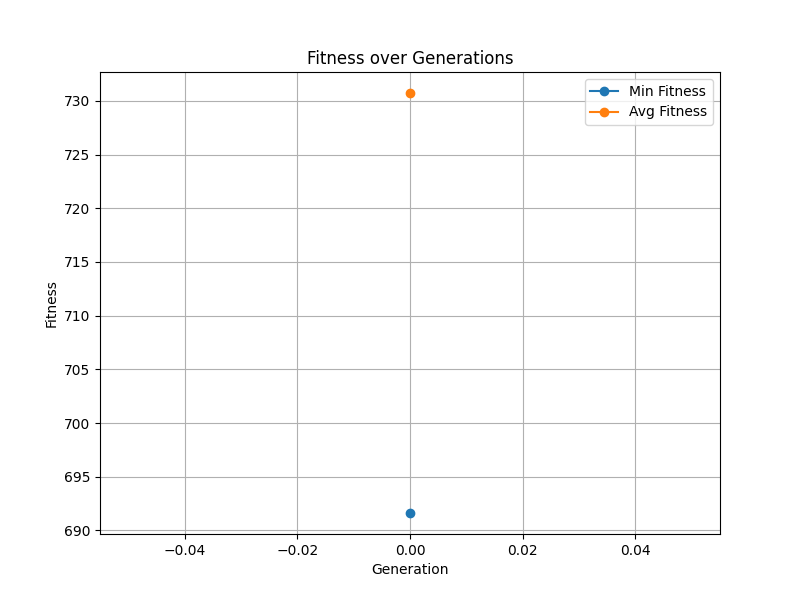 Fitness over Generations
Min Fitness
Avg Fitness
730
725
720
715
710
705
700
695
690
Fitness
−0.04
−0.02
0.00
0.02
0.04
Generation